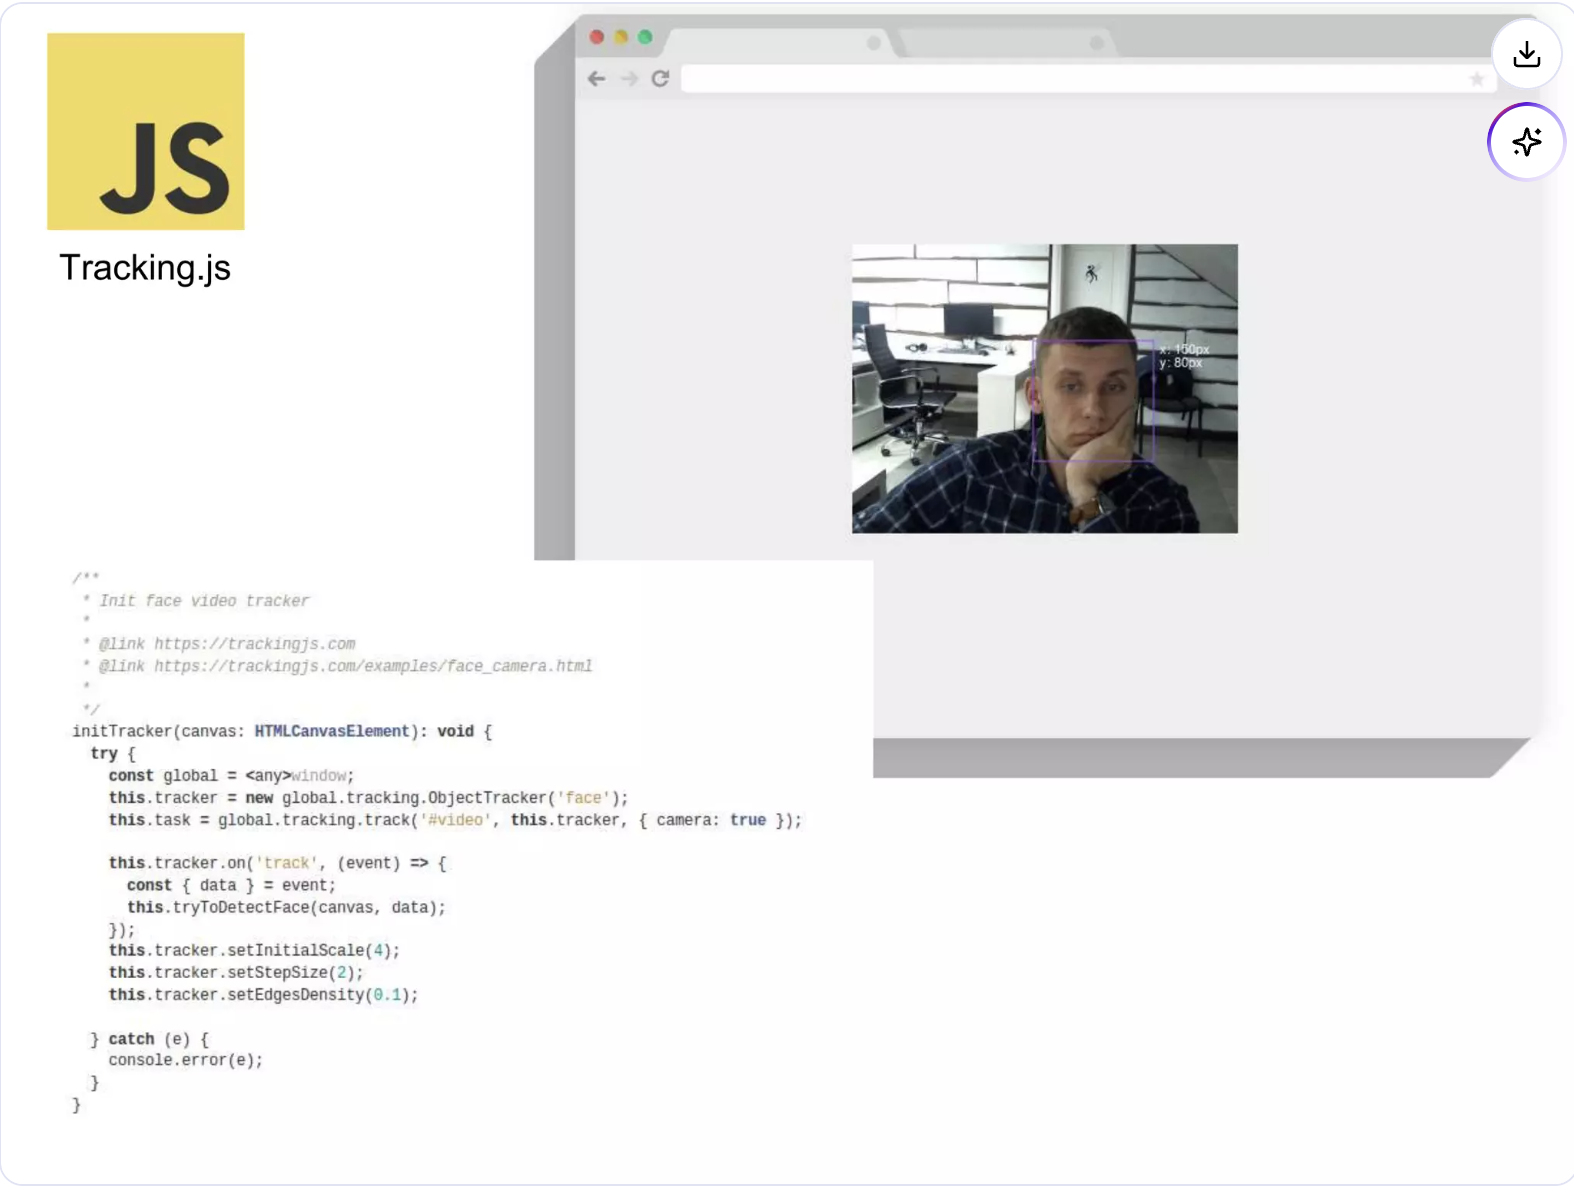 JS
Tracking.js
x: 150px
y: 80px
/**
* Init face video tracker
*
* @link https://trackingjs.com
* @link https://trackingjs.com/examples/face_camera.html
*
*/
initTracker(canvas: HTMLCanvasElement): void {
try {
const global = <any>window;
this.tracker = new global.tracking.ObjectTracker('face');
this.task = global.tracking.track('#video', this.tracker, { camera: true });
this.tracker.on('track', (event) => {
const { data } = event;
this.tryToDetectFace(canvas, data);
});
this.tracker.setInitialScale(4);
this.tracker.setStepSize(2);
this.tracker.setEdgesDensity(0.1);
} catch (e) {
console.error(e);
}
}